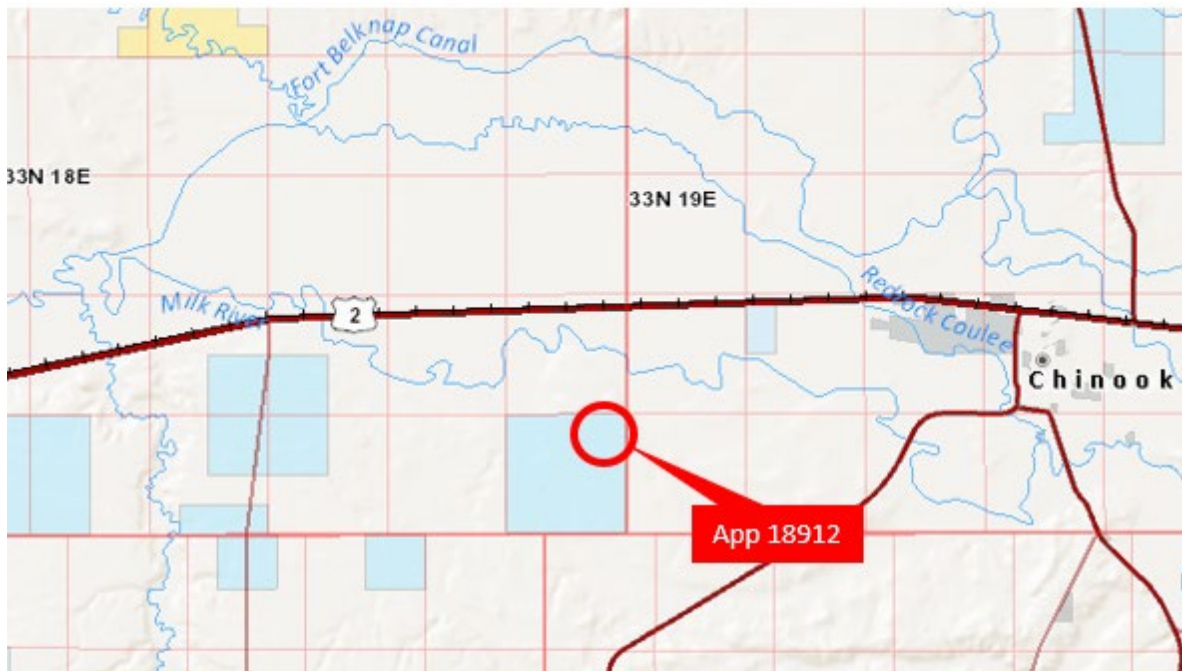 Fort Belknap Canal
33N 18E
33N 19E
Milk River
2
Redrock Coulee
Chinook
App 18912